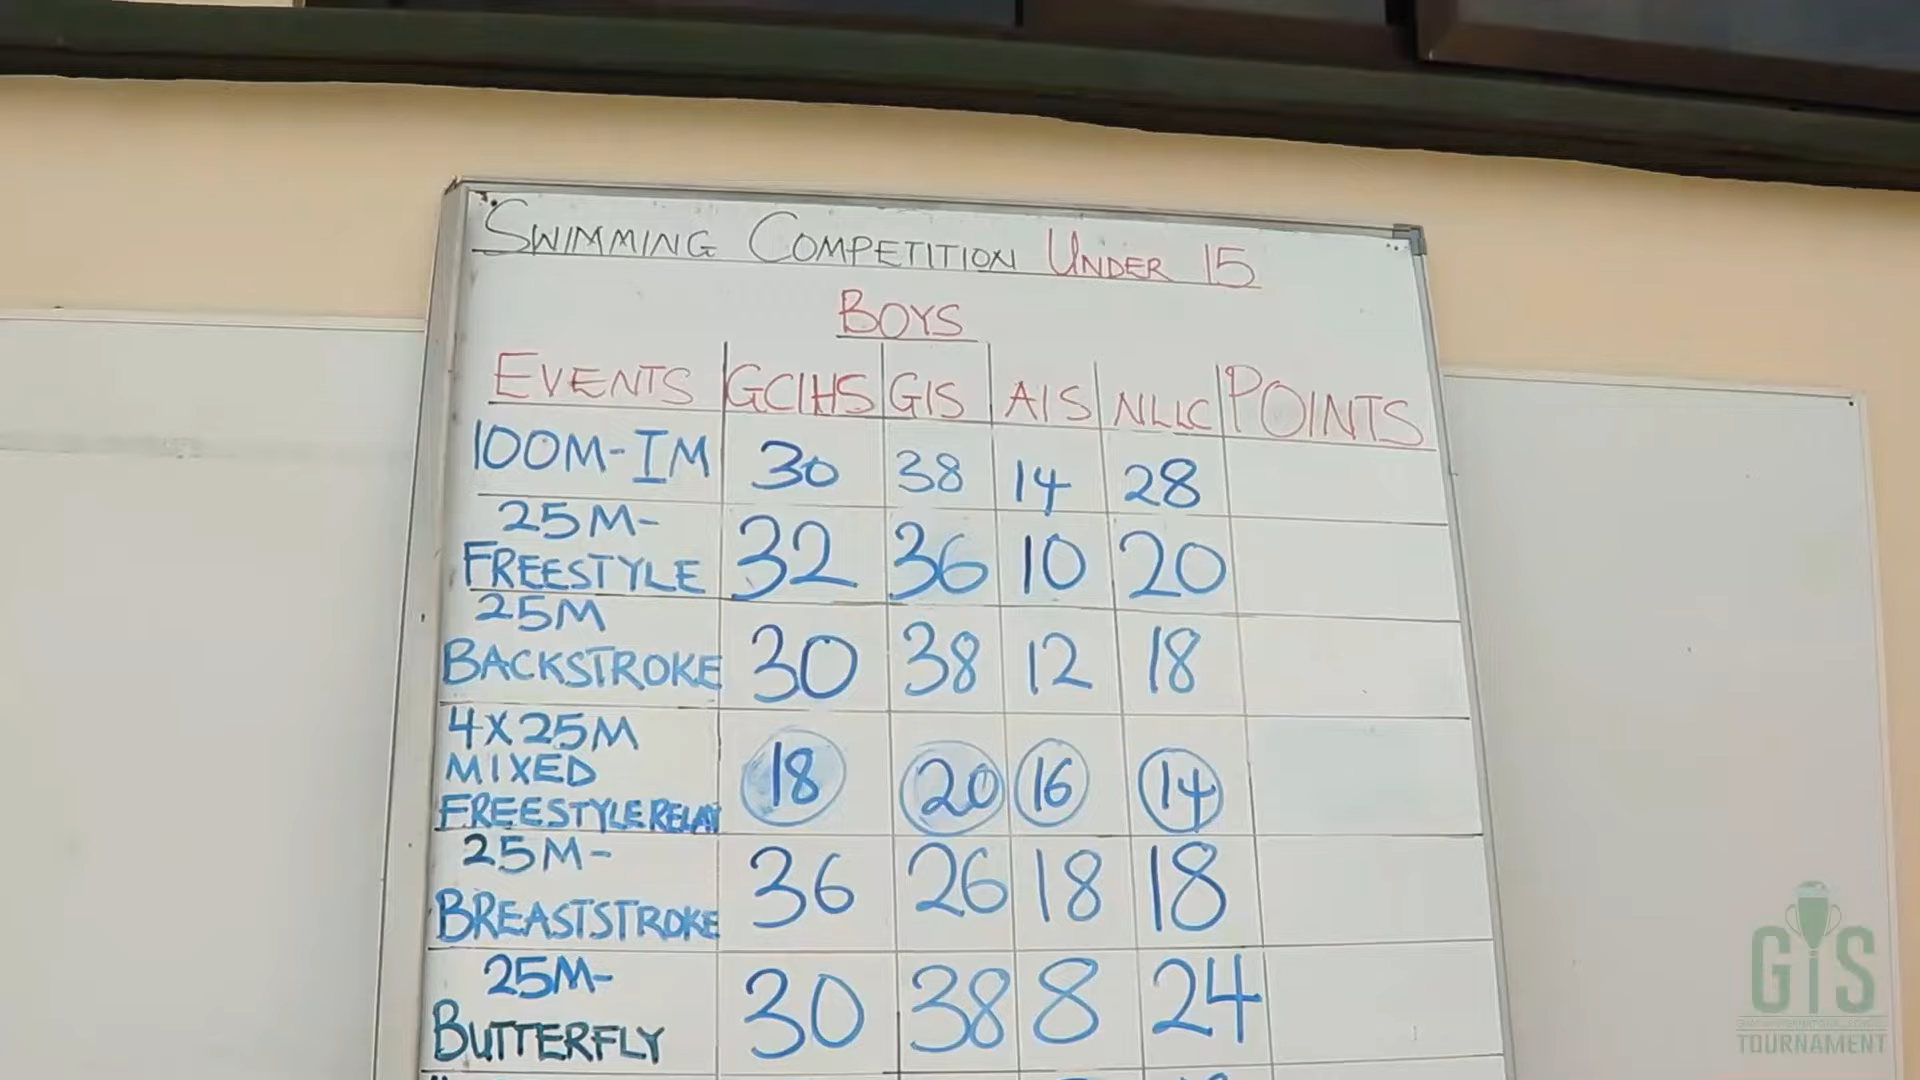 SWIMMING COMPETITION UNDER 15
BOYS
EVENTS GCIHS GIS AIS NLLC POINTS
100M-IM 30 38 14 28
25M-
FREESTYLE 32 36 10 20
25M
BACKSTROKE 30 38 12 18
4X25M
MIXED
FREESTYLE RELAY 18 20 16 14
25M-
BREASTSTROKE 36 26 18 18
25M-
BUTTERFLY 30 38 8 24
GIS
TOURNAMENT